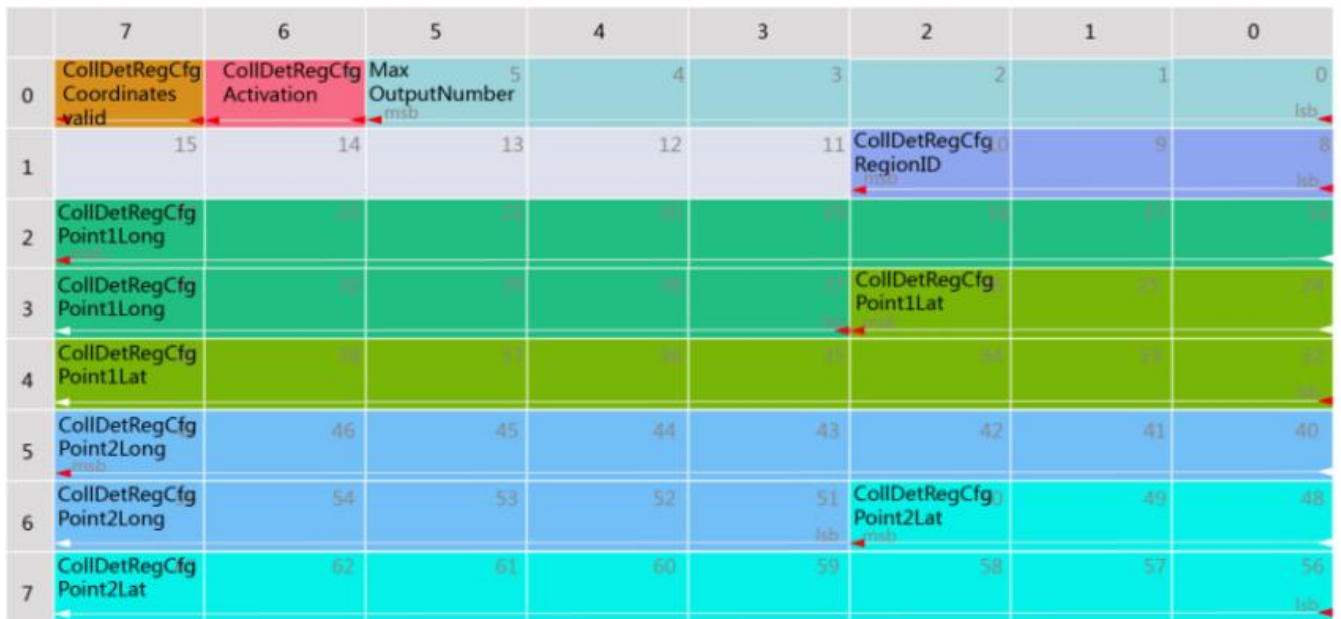 7 6 5 4 3 2 1 0
0
CollDetRegCfg
Coordinates
valid
CollDetRegCfg
Activation
Max
OutputNumber
msb
5
4
3
2
1
0
lsb
1
15
14
13
12
11
CollDetRegCfg
RegionID
msb
9
8
lsb
2
CollDetRegCfg
Point1Long
3
CollDetRegCfg
Point1Long
CollDetRegCfg
Point1Lat
25
24
4
CollDetRegCfg
Point1Lat
lsb
5
CollDetRegCfg
Point2Long
msb
46
45
44
43
42
41
40
6
CollDetRegCfg
Point2Long
54
53
52
51
lsb
CollDetRegCfg
Point2Lat
msb
49
48
7
CollDetRegCfg
Point2Lat
62
61
60
59
58
57
56
lsb